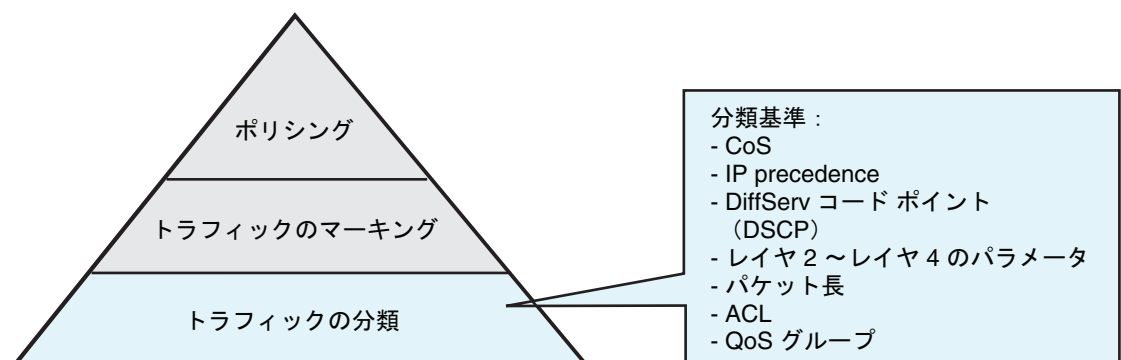 ポリシング
トラフィックのマーキング
トラフィックの分類
分類基準：
- CoS
- IP precedence
- DiffServ コード ポイント
（DSCP）
- レイヤ 2 ～レイヤ 4 のパラメータ
- パケット長
- ACL
- QoS グループ